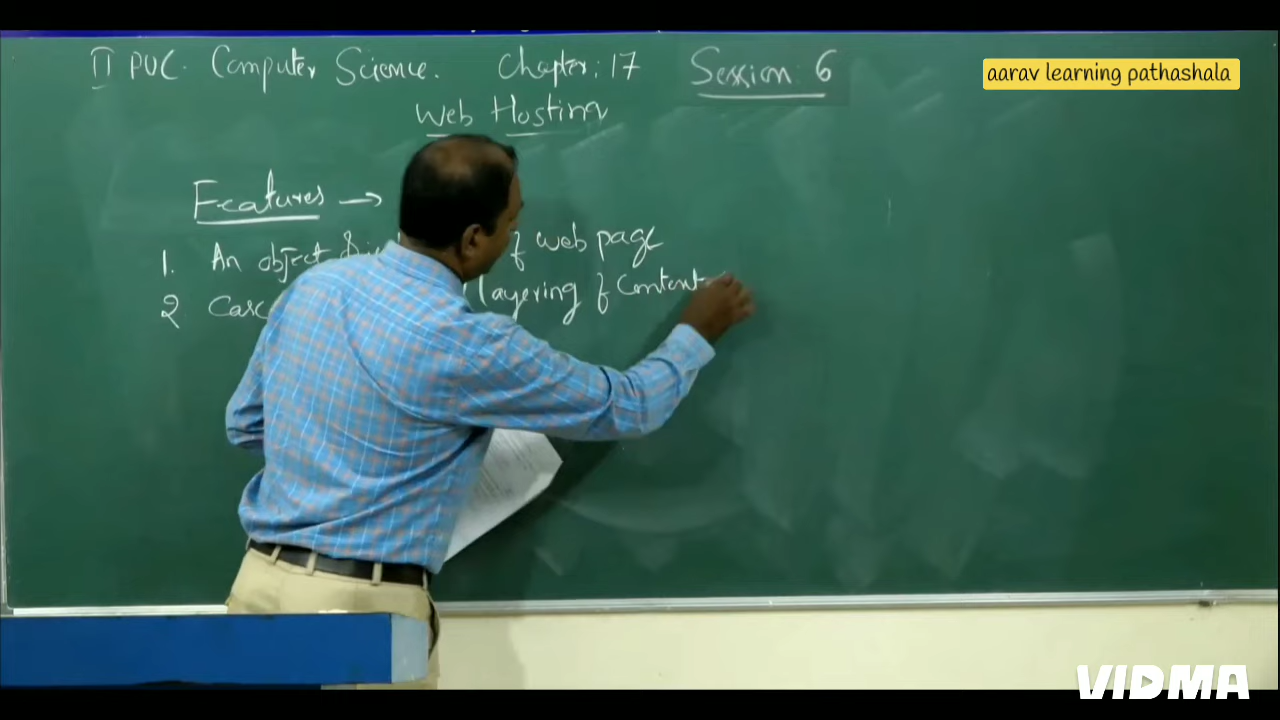 II PUC. Computer Science. Chapter: 17 Session: 6
aarav learning pathashala
Web Hosting
Features →
1. An object of web page
2 layering of Content
VIDMA